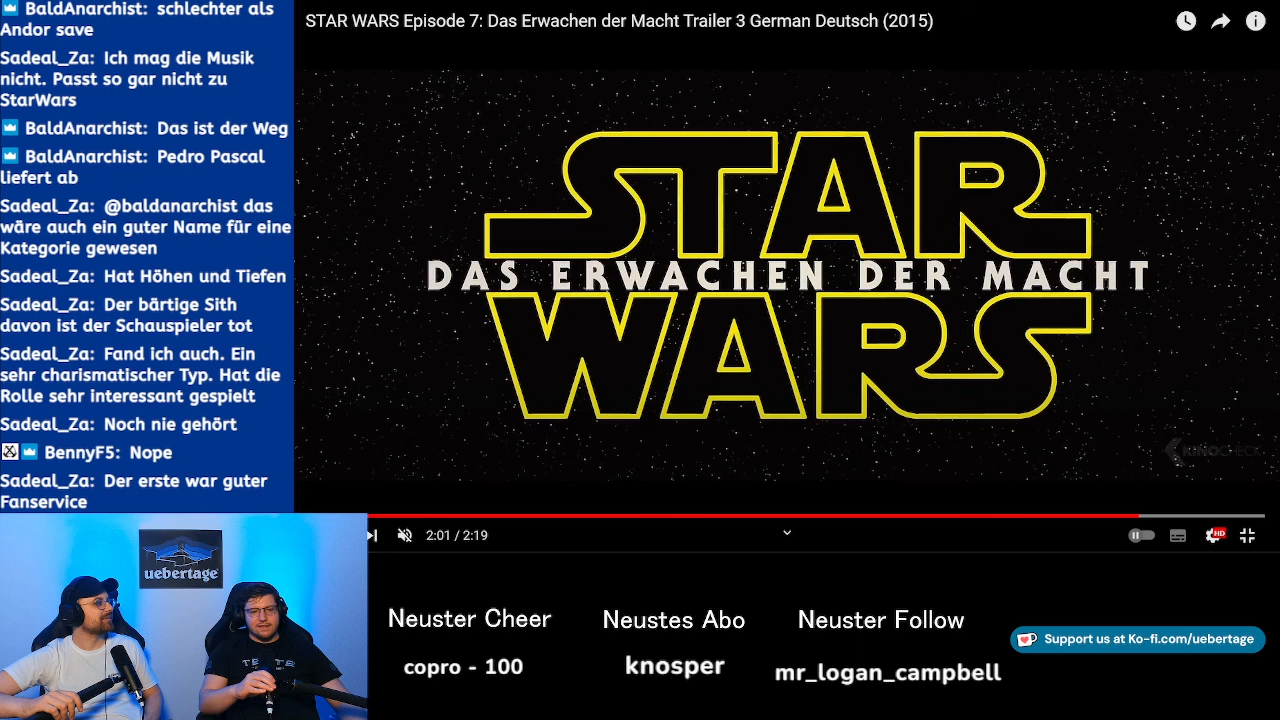 BaldAnarchist: schlechter als
Andor save
Sadeal_Za: Ich mag die Musik
nicht. Passt so gar nicht zu
StarWars
BaldAnarchist: Das ist der Weg
BaldAnarchist: Pedro Pascal
liefert ab
Sadeal_Za: @baldanarchist das
wäre auch ein guter Name für eine
Kategorie gewesen
Sadeal_Za: Hat Höhen und Tiefen
Sadeal_Za: Der bärtige Sith
davon ist der Schauspieler tot
Sadeal_Za: Fand ich auch. Ein
sehr charismatischer Typ. Hat die
Rolle sehr interessant gespielt
Sadeal_Za: Noch nie gehört
BennyF5: Nope
Sadeal_Za: Der erste war guter
Fanservice
STAR WARS Episode 7: Das Erwachen der Macht Trailer 3 German Deutsch (2015)
STAR
DAS ERWACHEN DER MACHT
WARS
KINOCHECK
2:01 / 2:19
HD
uebertage
Neuster Cheer
copro - 100
Neustes Abo
knosper
Neuster Follow
mr_logan_campbell
Support us at Ko-fi.com/uebertage